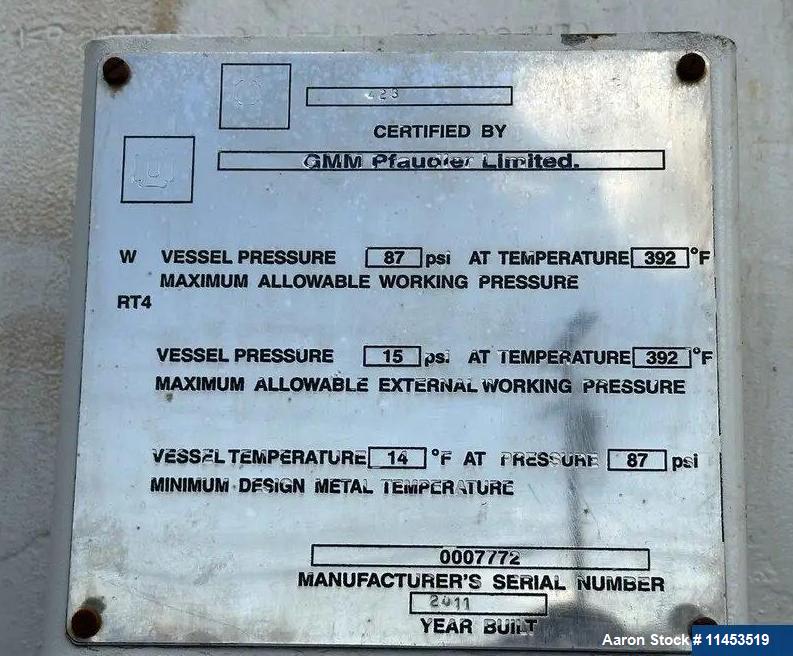 CERTIFIED BY
GMM Pfaudler Limited.
W VESSEL PRESSURE 87 psi AT TEMPERATURE 392 °F
MAXIMUM ALLOWABLE WORKING PRESSURE
RT4
VESSEL PRESSURE 15 psi AT TEMPERATURE 392 °F
MAXIMUM ALLOWABLE EXTERNAL WORKING PRESSURE
VESSEL TEMPERATURE 14 °F AT PRESSURE 87 psi
MINIMUM DESIGN METAL TEMPERATURE
0007772
MANUFACTURER'S SERIAL NUMBER
2011
YEAR BUILT
Aaron Stock # 11453519